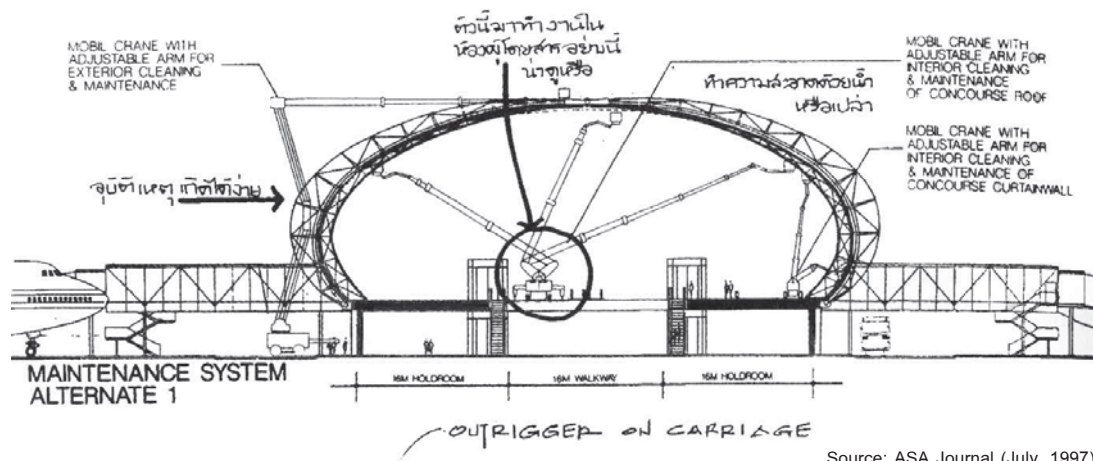 MOBIL CRANE WITH
ADJUSTABLE ARM FOR
EXTERIOR CLEANING
& MAINTENANCE
ตัวนี้มาทำงานใน
ห้องผู้โดยสาร อย่างนี้
น่าดูหรือ
ทำความสะอาดด้วยน้ำ
หรือเปล่า
MOBIL CRANE WITH
ADJUSTABLE ARM FOR
INTERIOR CLEANING
& MAINTENANCE
OF CONCOURSE ROOF
MOBIL CRANE WITH
ADJUSTABLE ARM FOR
INTERIOR CLEANING
& MAINTENANCE OF
CONCOURSE CURTAINWALL
อุบัติเหตุ เกิดได้ง่าย
MAINTENANCE SYSTEM
ALTERNATE 1
16M HOLDROOM
16M WALKWAY
16M HOLDROOM
OUTRIGGER ON CARRIAGE
Source: ASA Journal (July, 1997)